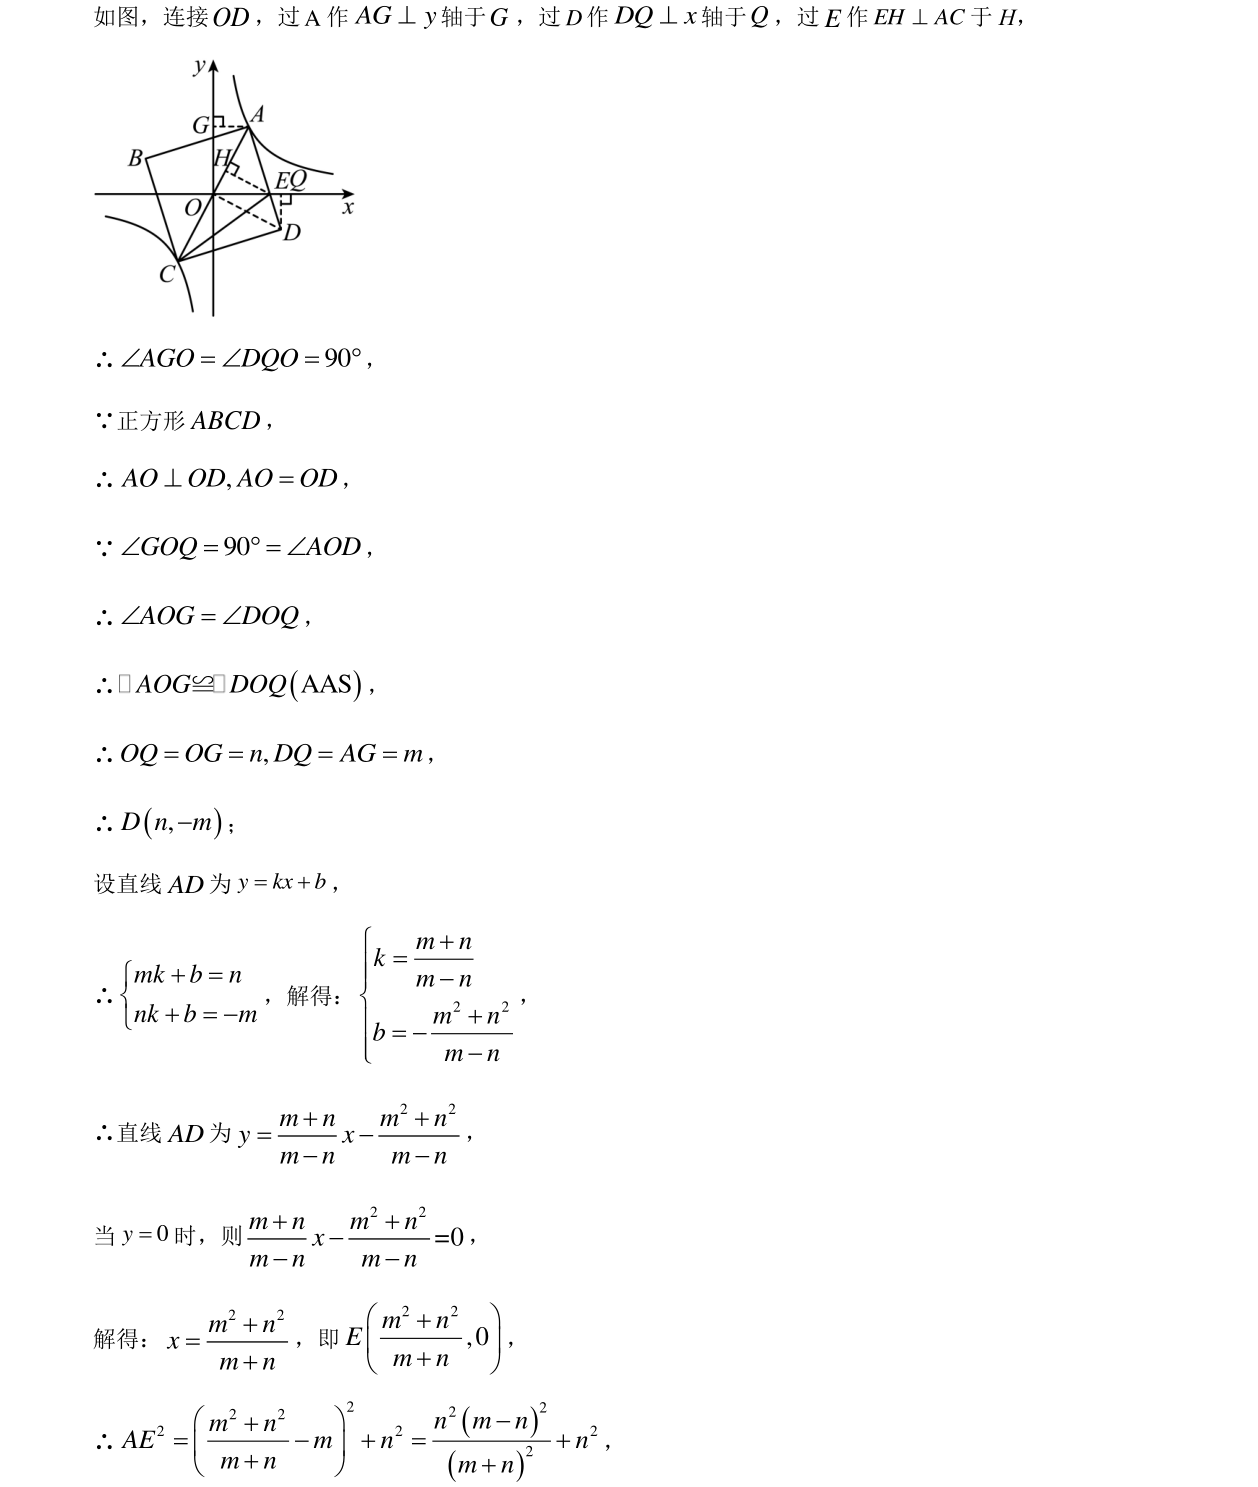 如图，连接OD，过A作AG⊥y轴于G，过D作DQ⊥x轴于Q，过E作EH⊥AC于H，
y
G
A
B
H
E
Q
O
x
D
C
∴∠AGO=∠DQO=90°，
∵正方形ABCD，
∴AO⊥OD,AO=OD，
∵∠GOQ=90°=∠AOD，
∴∠AOG=∠DOQ，
∴□AOG≌□DOQ(AAS)，
∴OQ=OG=n,DQ=AG=m，
∴D(n,−m)；
设直线AD为y=kx+b，
∴{mk+b=n, nk+b=−m，解得：{k=(m+n)/(m−n), b=−(m²+n²)/(m−n)，
∴直线AD为y=(m+n)/(m−n)x−(m²+n²)/(m−n)，
当y=0时，则(m+n)/(m−n)x−(m²+n²)/(m−n)=0，
解得：x=(m²+n²)/(m+n)，即E((m²+n²)/(m+n),0)，
∴AE²=((m²+n²)/(m+n)−m)²+n²=n²(m−n)²/(m+n)²+n²，